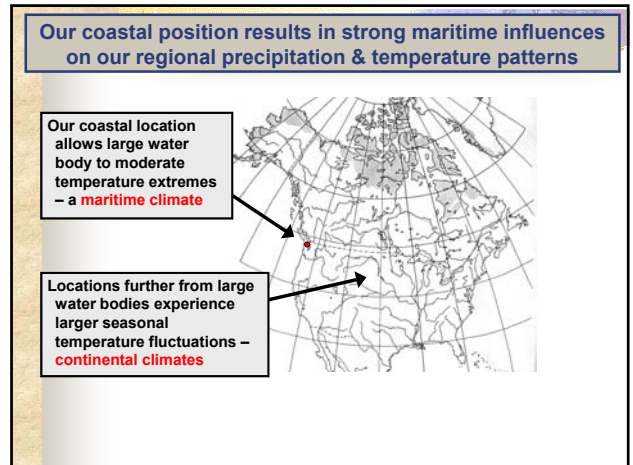 Our coastal position results in strong maritime influences
on our regional precipitation & temperature patterns
Our coastal location
allows large water
body to moderate
temperature extremes
– a maritime climate
Locations further from large
water bodies experience
larger seasonal
temperature fluctuations –
continental climates